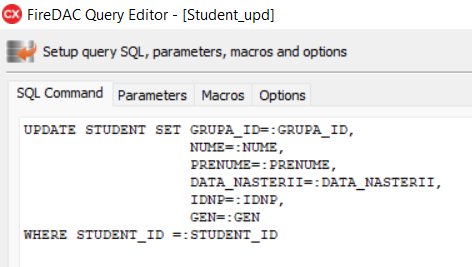 CX FireDAC Query Editor - [Student_upd]
Setup query SQL, parameters, macros and options
SQL Command Parameters Macros Options
UPDATE STUDENT SET GRUPA_ID=:GRUPA_ID,
NUME=:NUME,
PRENUME=:PRENUME,
DATA_NASTERII=:DATA_NASTERII,
IDNP=:IDNP,
GEN=:GEN
WHERE STUDENT_ID =:STUDENT_ID